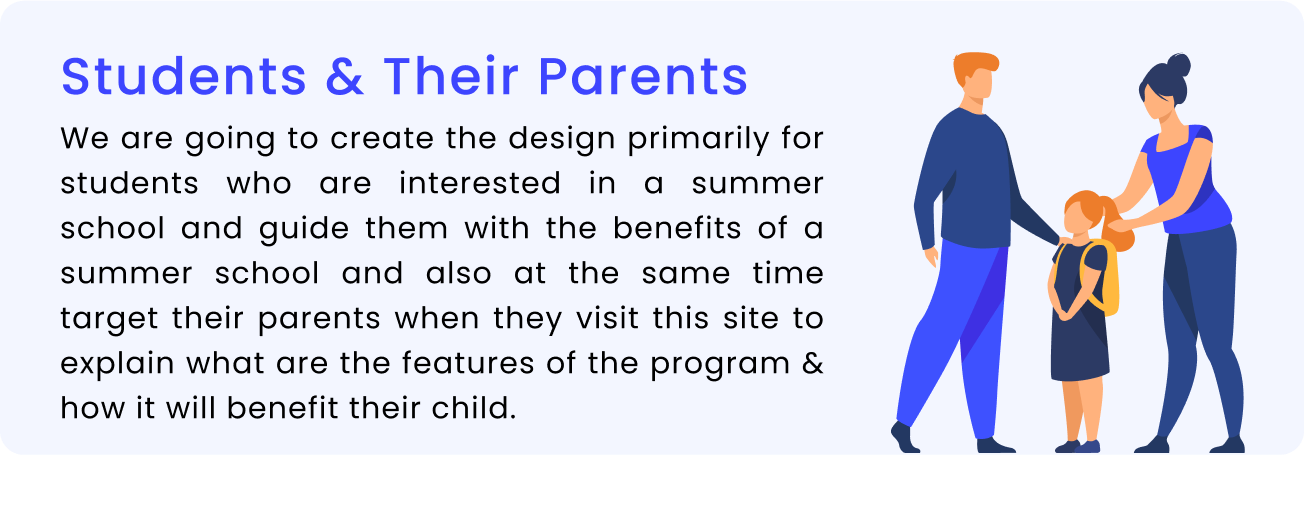 Students & Their Parents
We are going to create the design primarily for
students who are interested in a summer
school and guide them with the benefits of a
summer school and also at the same time
target their parents when they visit this site to
explain what are the features of the program &
how it will benefit their child.